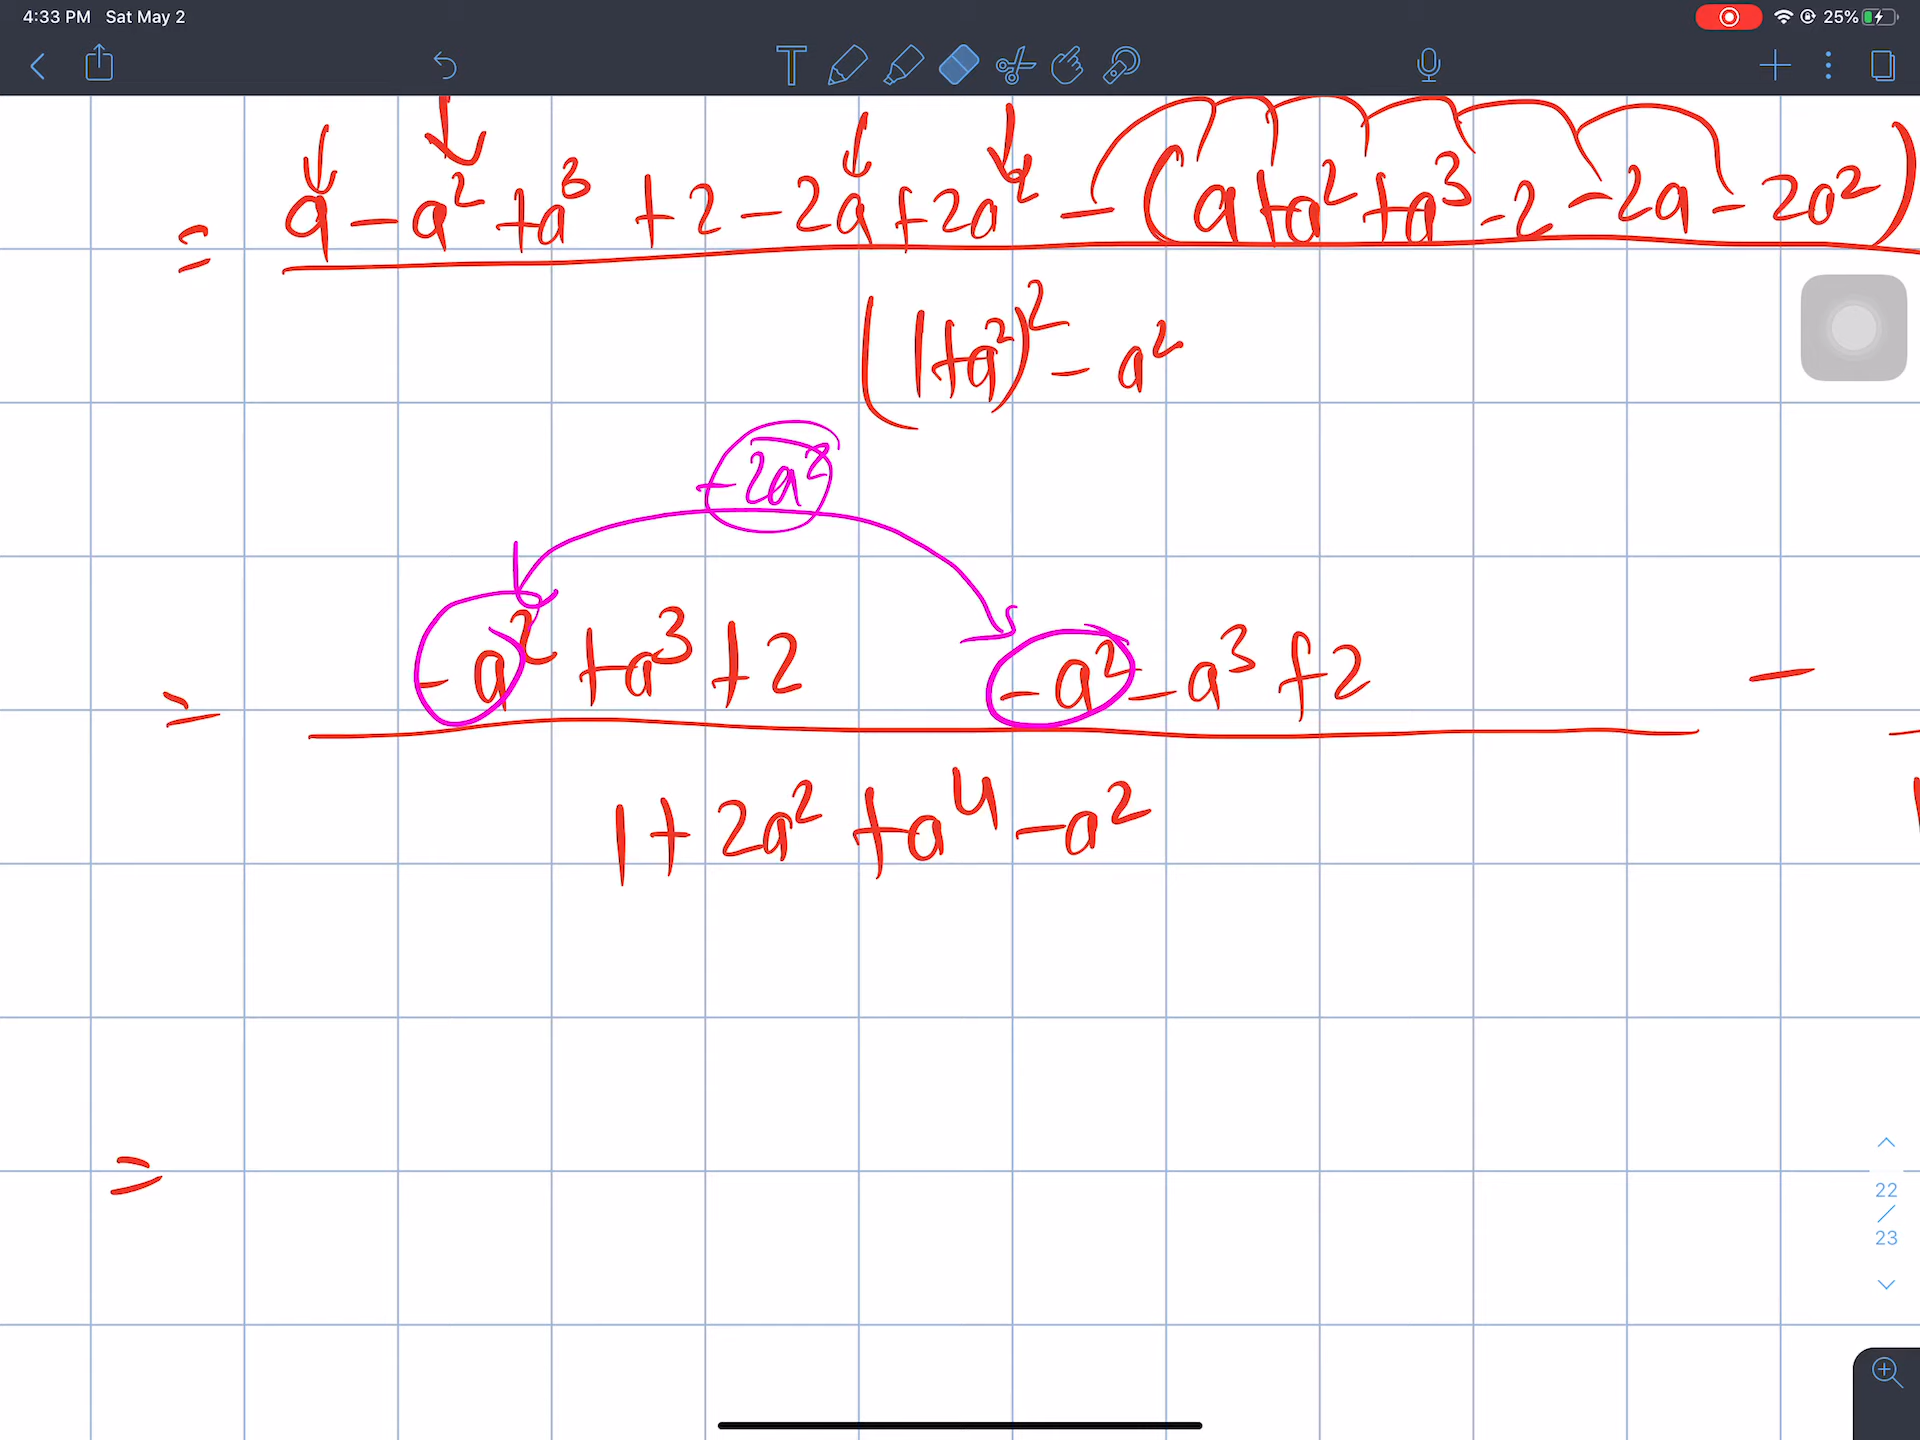 4:33 PM Sat May 2 25%
= a - a² + a³ + 2 - 2a + 2a² - (a + a² + a³ - 2 - 2a - 2a²)
(1 + a²)² - a²
-2a²
= -a² + a³ + 2 -a² - a³ + 2 -
1 + 2a² + a⁴ - a²
=
22
/
23